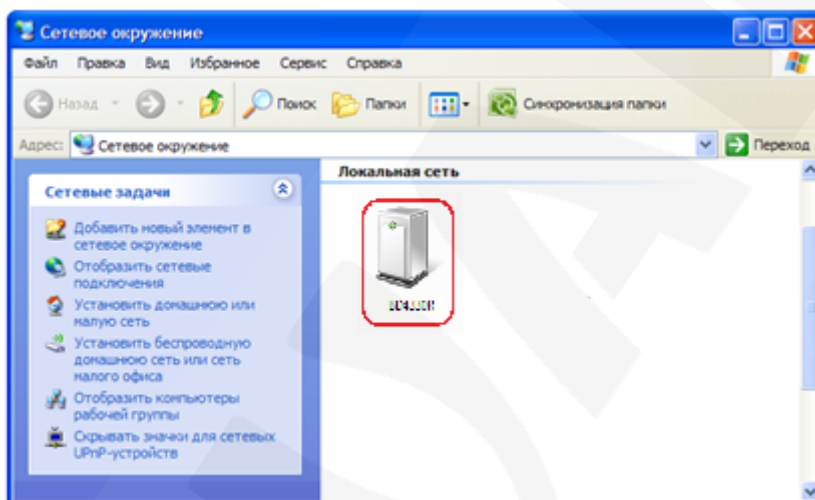 Сетевое окружение
Файл Правка Вид Избранное Сервис Справка
Назад Поиск Папки Синхронизация папки
Адрес: Сетевое окружение Переход
Локальная сеть
Сетевые задачи
Добавить новый элемент в
сетевое окружение
Отобразить сетевые
подключения
Установить домашнюю или
малую сеть
Установить беспроводную
домашнюю сеть или сеть
малого офиса
Отобразить компьютеры
рабочей группы
Скрывать значки для сетевых
UPnP-устройств